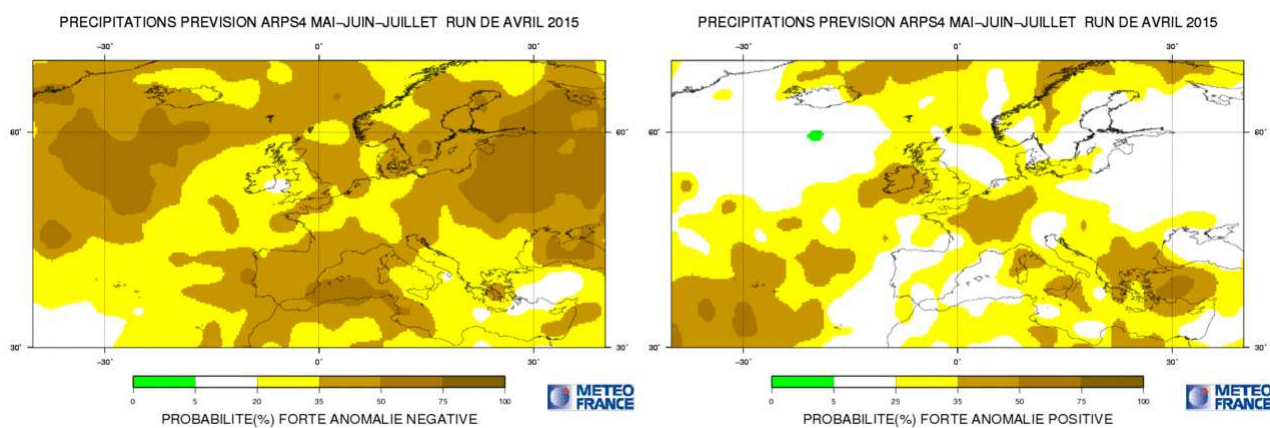 PRECIPITATIONS PREVISION ARPS4 MAI–JUIN–JUILLET RUN DE AVRIL 2015
-30° 0° 30°
60° 60°
30° 30°
-30° 0° 30°
0 5 20 35 50 75 100
PROBABILITE(%) FORTE ANOMALIE NEGATIVE
METEO
FRANCE
PRECIPITATIONS PREVISION ARPS4 MAI–JUIN–JUILLET RUN DE AVRIL 2015
-30° 0° 30°
60° 60°
30° 30°
-30° 0° 30°
0 5 25 35 50 75 100
PROBABILITE(%) FORTE ANOMALIE POSITIVE
METEO
FRANCE